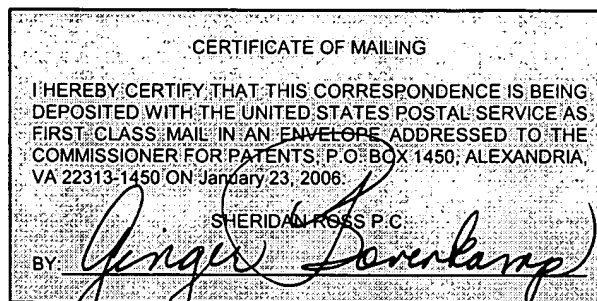 CERTIFICATE OF MAILING
I HEREBY CERTIFY THAT THIS CORRESPONDENCE IS BEING
DEPOSITED WITH THE UNITED STATES POSTAL SERVICE AS
FIRST CLASS MAIL IN AN ENVELOPE ADDRESSED TO THE
COMMISSIONER FOR PATENTS, P.O. BOX 1450, ALEXANDRIA,
VA 22313-1450 ON January 23, 2006.
SHERIDAN ROSS P.C.
BY: Ginger Bovenkamp